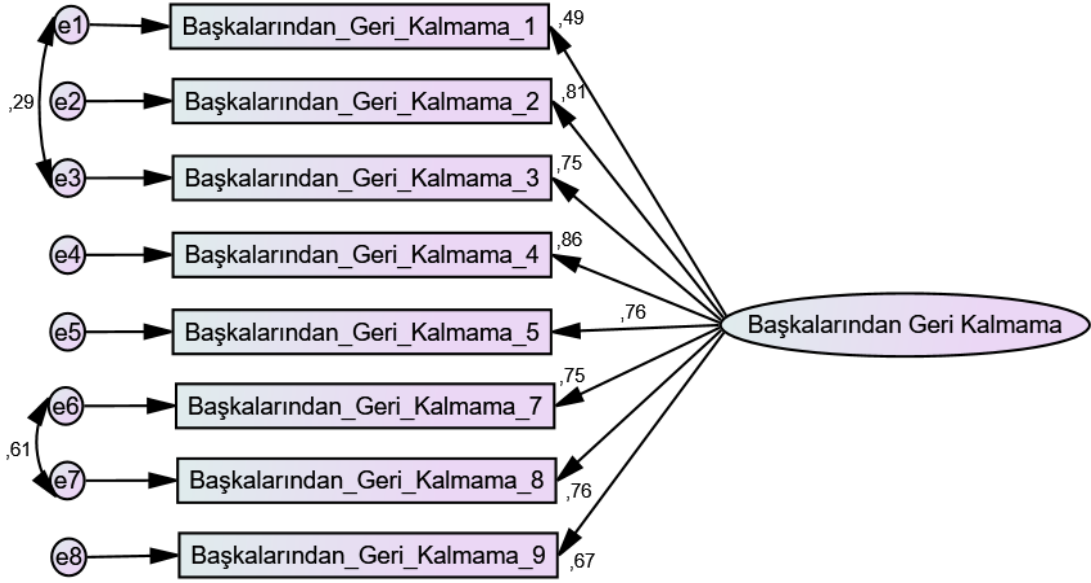 e1 Başkalarından_Geri_Kalmama_1 ,49
e2 Başkalarından_Geri_Kalmama_2 ,81
,29
e3 Başkalarından_Geri_Kalmama_3 ,75
e4 Başkalarından_Geri_Kalmama_4 ,86
e5 Başkalarından_Geri_Kalmama_5 ,76
Başkalarından Geri Kalmama
e6 Başkalarından_Geri_Kalmama_7 ,75
,61
e7 Başkalarından_Geri_Kalmama_8 ,76
e8 Başkalarından_Geri_Kalmama_9 ,67